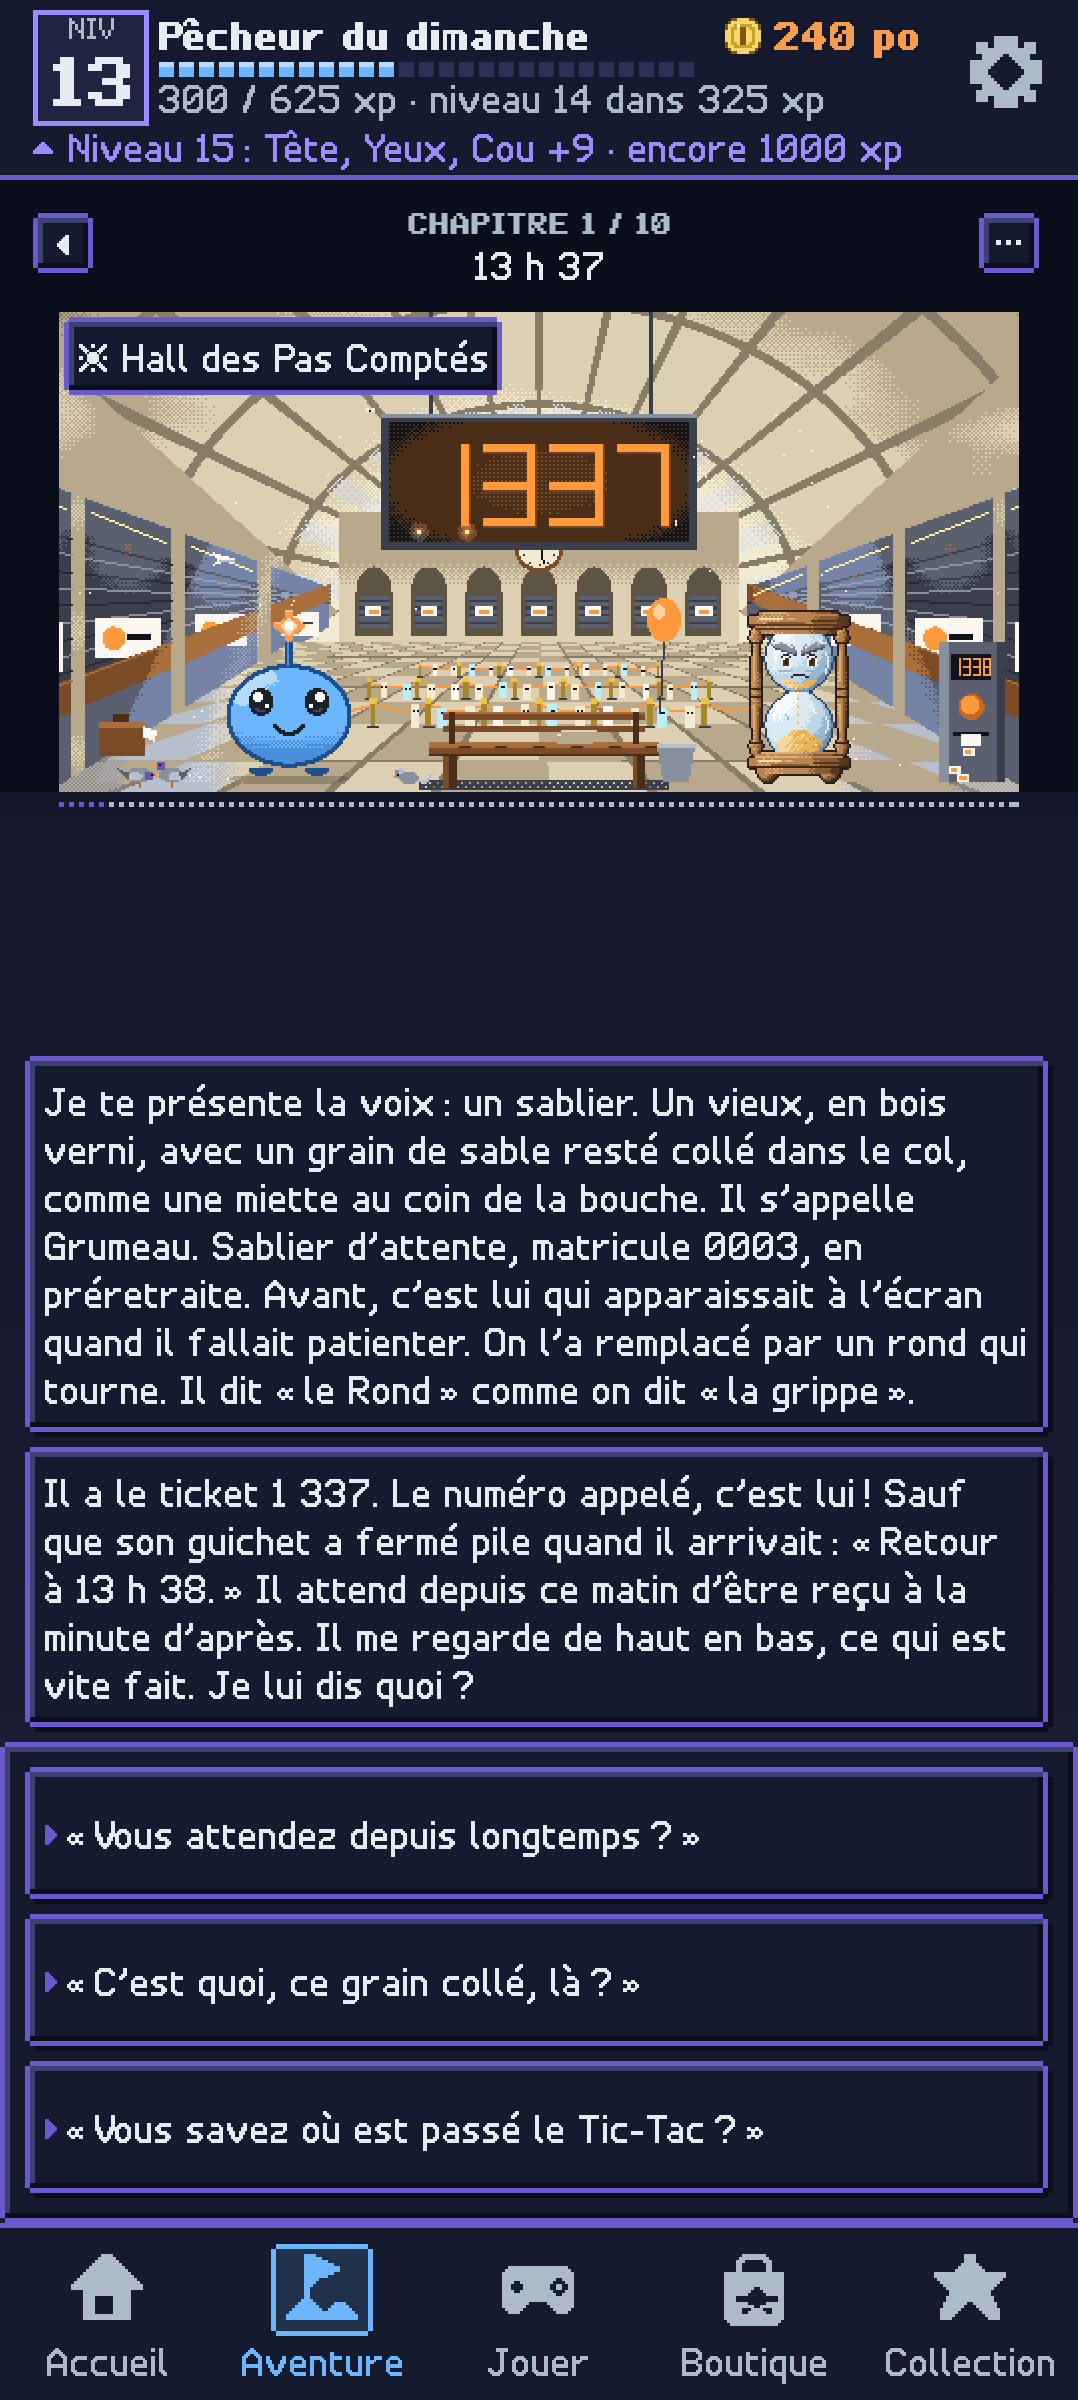 NIV
13
Pêcheur du dimanche
240 po
300 / 625 xp · niveau 14 dans 325 xp
Niveau 15 : Tête, Yeux, Cou +9 · encore 1000 xp
CHAPITRE 1 / 10
13 h 37
Hall des Pas Comptés
1337
1338
Je te présente la voix : un sablier. Un vieux, en bois
verni, avec un grain de sable resté collé dans le col,
comme une miette au coin de la bouche. Il s’appelle
Grumeau. Sablier d’attente, matricule 0003, en
préretraite. Avant, c’est lui qui apparaissait à l’écran
quand il fallait patienter. On l’a remplacé par un rond qui
tourne. Il dit « le Rond » comme on dit « la grippe ».
Il a le ticket 1 337. Le numéro appelé, c’est lui ! Sauf
que son guichet a fermé pile quand il arrivait : « Retour
à 13 h 38. » Il attend depuis ce matin d’être reçu à la
minute d’après. Il me regarde de haut en bas, ce qui est
vite fait. Je lui dis quoi ?
« Vous attendez depuis longtemps ? »
« C’est quoi, ce grain collé, là ? »
« Vous savez où est passé le Tic-Tac ? »
Accueil
Aventure
Jouer
Boutique
Collection